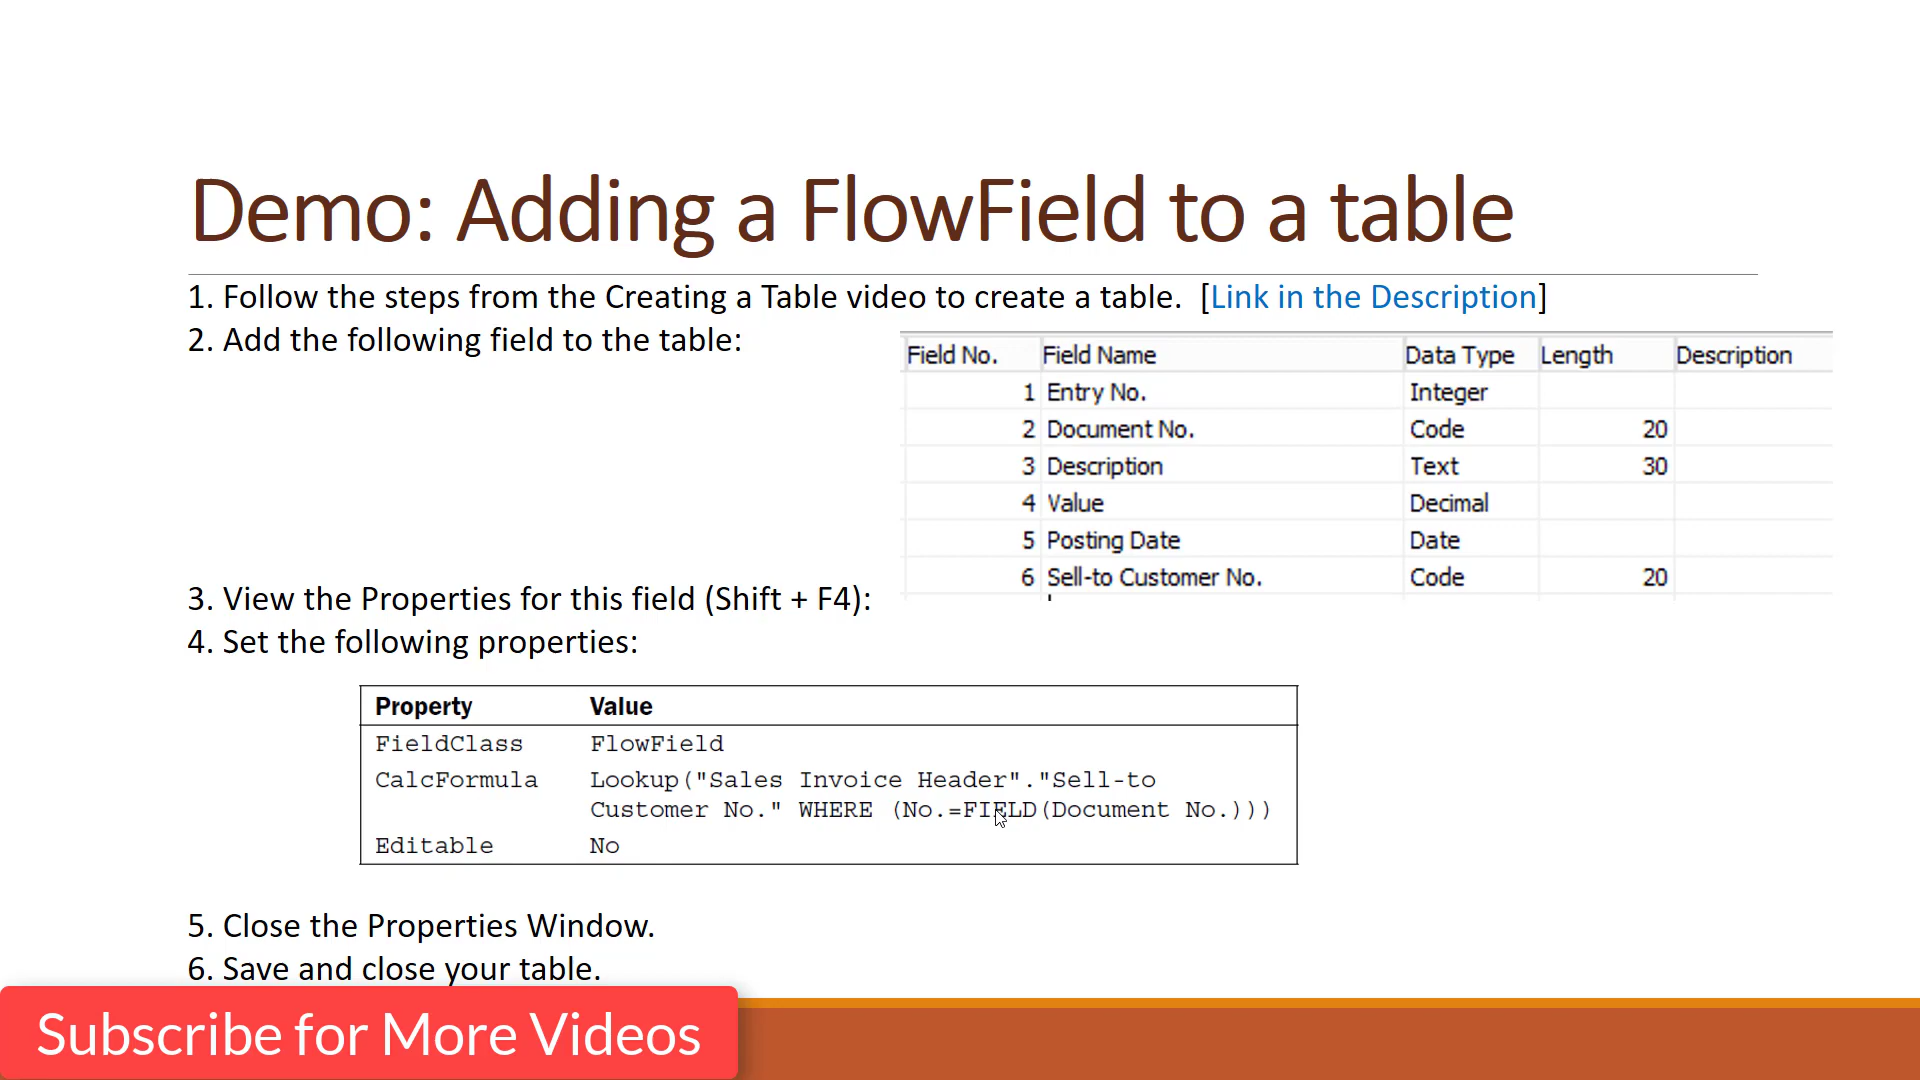 Demo: Adding a FlowField to a table
1. Follow the steps from the Creating a Table video to create a table. [Link in the Description]
2. Add the following field to the table:
Field No. Field Name Data Type Length Description
1 Entry No. Integer
2 Document No. Code 20
3 Description Text 30
4 Value Decimal
5 Posting Date Date
6 Sell-to Customer No. Code 20
3. View the Properties for this field (Shift + F4):
4. Set the following properties:
Property Value
FieldClass FlowField
CalcFormula Lookup("Sales Invoice Header"."Sell-to
Customer No." WHERE (No.=FIELD(Document No.)))
Editable No
5. Close the Properties Window.
6. Save and close your table.
Subscribe for More Videos